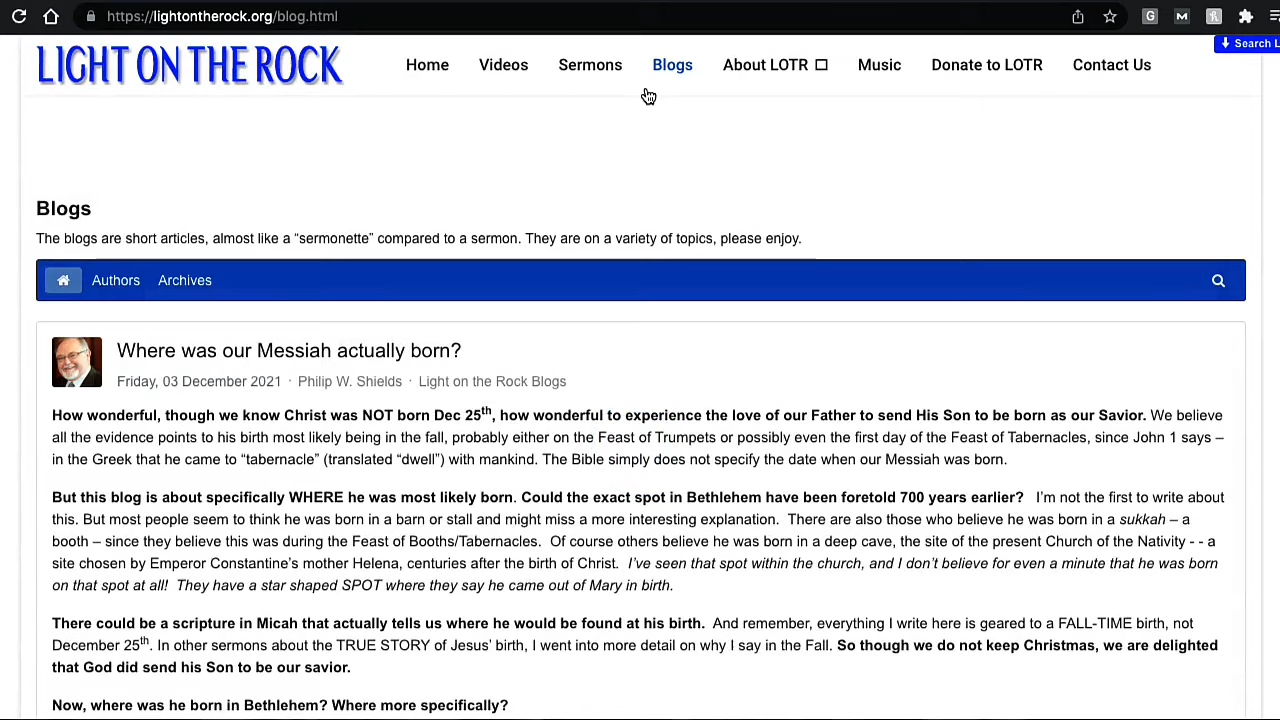 https://lightontherock.org/blog.html
Search L
LIGHT ON THE ROCK
Home Videos Sermons Blogs About LOTR Music Donate to LOTR Contact Us
Blogs
The blogs are short articles, almost like a “sermonette” compared to a sermon. They are on a variety of topics, please enjoy.
Authors Archives
Where was our Messiah actually born?
Friday, 03 December 2021 · Philip W. Shields · Light on the Rock Blogs
How wonderful, though we know Christ was NOT born Dec 25th, how wonderful to experience the love of our Father to send His Son to be born as our Savior. We believe
all the evidence points to his birth most likely being in the fall, probably either on the Feast of Trumpets or possibly even the first day of the Feast of Tabernacles, since John 1 says –
in the Greek that he came to “tabernacle” (translated “dwell”) with mankind. The Bible simply does not specify the date when our Messiah was born.
But this blog is about specifically WHERE he was most likely born. Could the exact spot in Bethlehem have been foretold 700 years earlier? I’m not the first to write about
this. But most people seem to think he was born in a barn or stall and might miss a more interesting explanation. There are also those who believe he was born in a sukkah – a
booth – since they believe this was during the Feast of Booths/Tabernacles. Of course others believe he was born in a deep cave, the site of the present Church of the Nativity - - a
site chosen by Emperor Constantine’s mother Helena, centuries after the birth of Christ. I’ve seen that spot within the church, and I don’t believe for even a minute that he was born
on that spot at all! They have a star shaped SPOT where they say he came out of Mary in birth.
There could be a scripture in Micah that actually tells us where he would be found at his birth. And remember, everything I write here is geared to a FALL-TIME birth, not
December 25th. In other sermons about the TRUE STORY of Jesus’ birth, I went into more detail on why I say in the Fall. So though we do not keep Christmas, we are delighted
that God did send his Son to be our savior.
Now, where was he born in Bethlehem? Where more specifically?